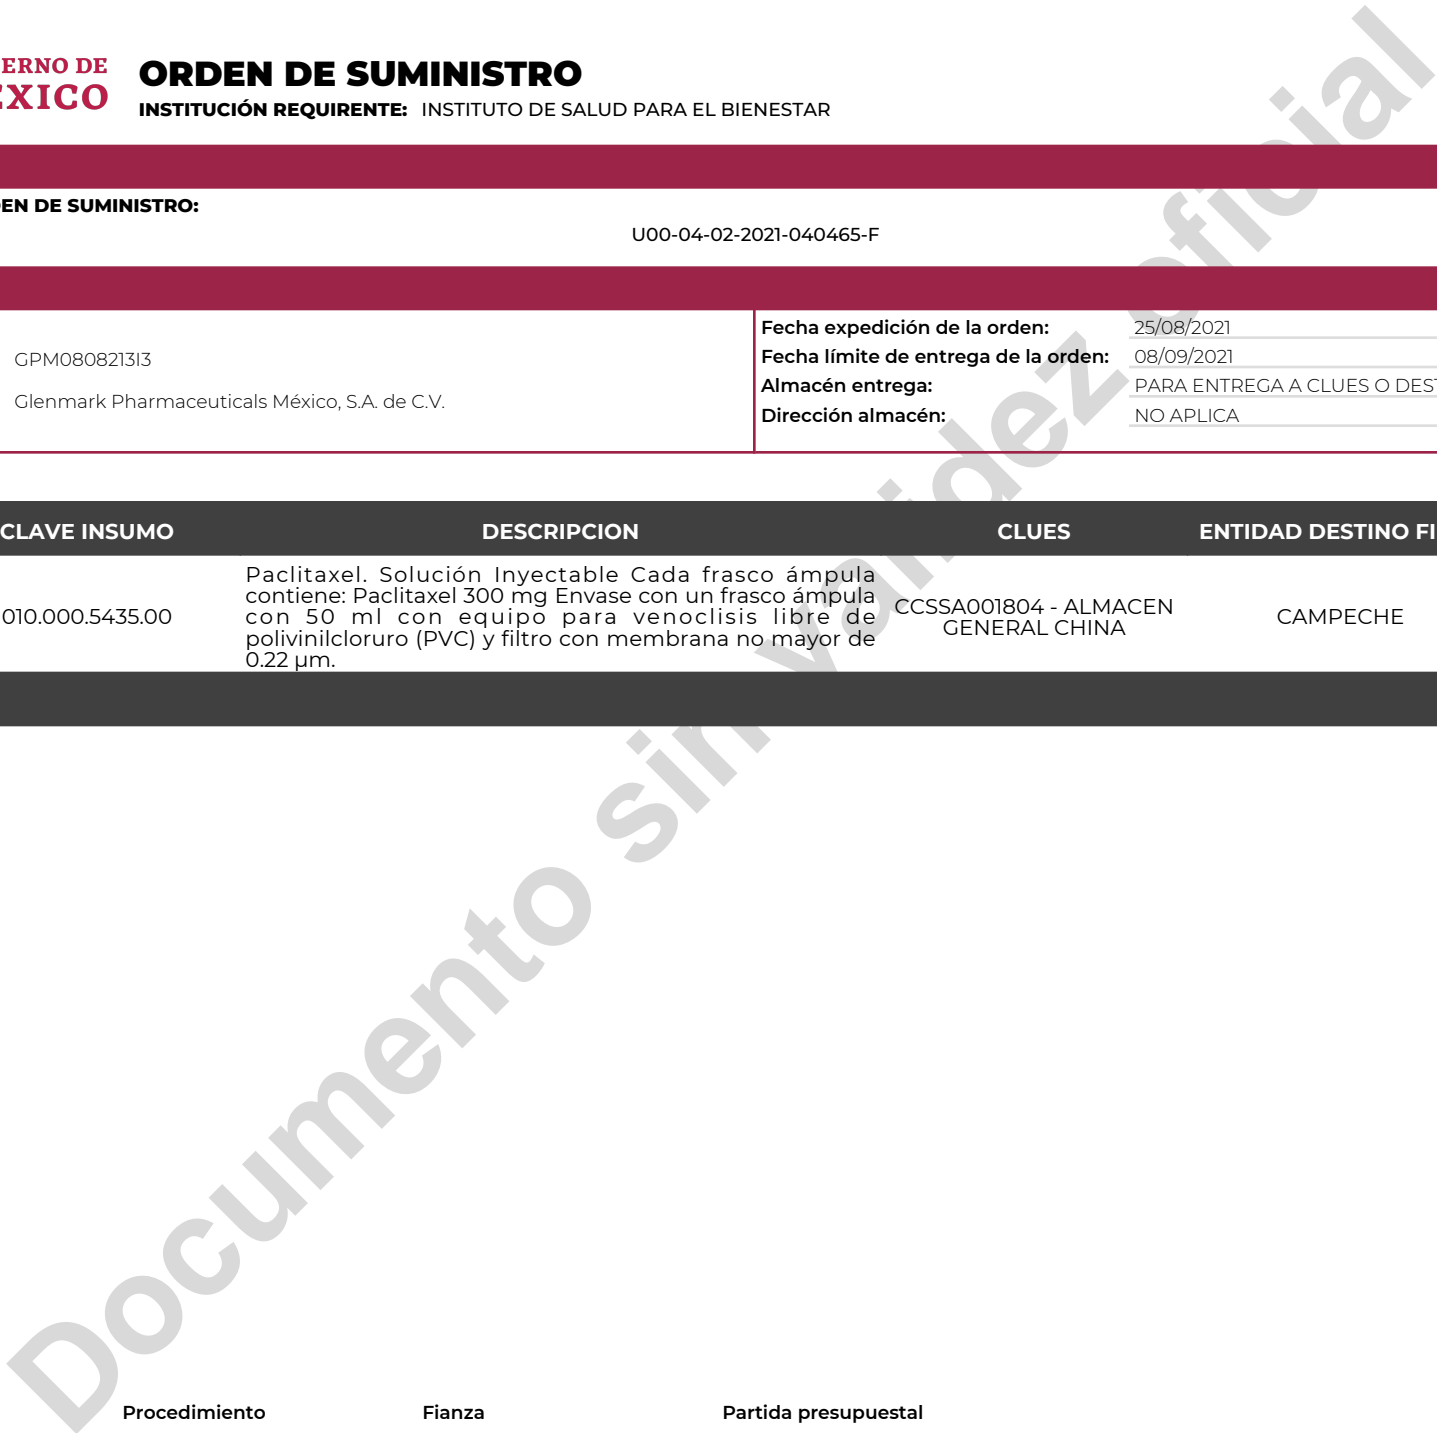 ERNO DE
ÉXICO
ORDEN DE SUMINISTRO
INSTITUCIÓN REQUIRENTE: INSTITUTO DE SALUD PARA EL BIENESTAR
EN DE SUMINISTRO:
U00-04-02-2021-040465-F
GPM0808213I3
Glenmark Pharmaceuticals México, S.A. de C.V.
Fecha expedición de la orden: 25/08/2021
Fecha límite de entrega de la orden: 08/09/2021
Almacén entrega: PARA ENTREGA A CLUES O DEST
Dirección almacén: NO APLICA
CLAVE INSUMO DESCRIPCION CLUES ENTIDAD DESTINO FI
010.000.5435.00
Paclitaxel. Solución Inyectable Cada frasco ámpula
contiene: Paclitaxel 300 mg Envase con un frasco ámpula
con 50 ml con equipo para venoclisis libre de
polivinilcloruro (PVC) y filtro con membrana no mayor de
0.22 µm.
CCSSA001804 - ALMACEN
GENERAL CHINA
CAMPECHE
Documento sin validez oficial
Procedimiento Fianza Partida presupuestal